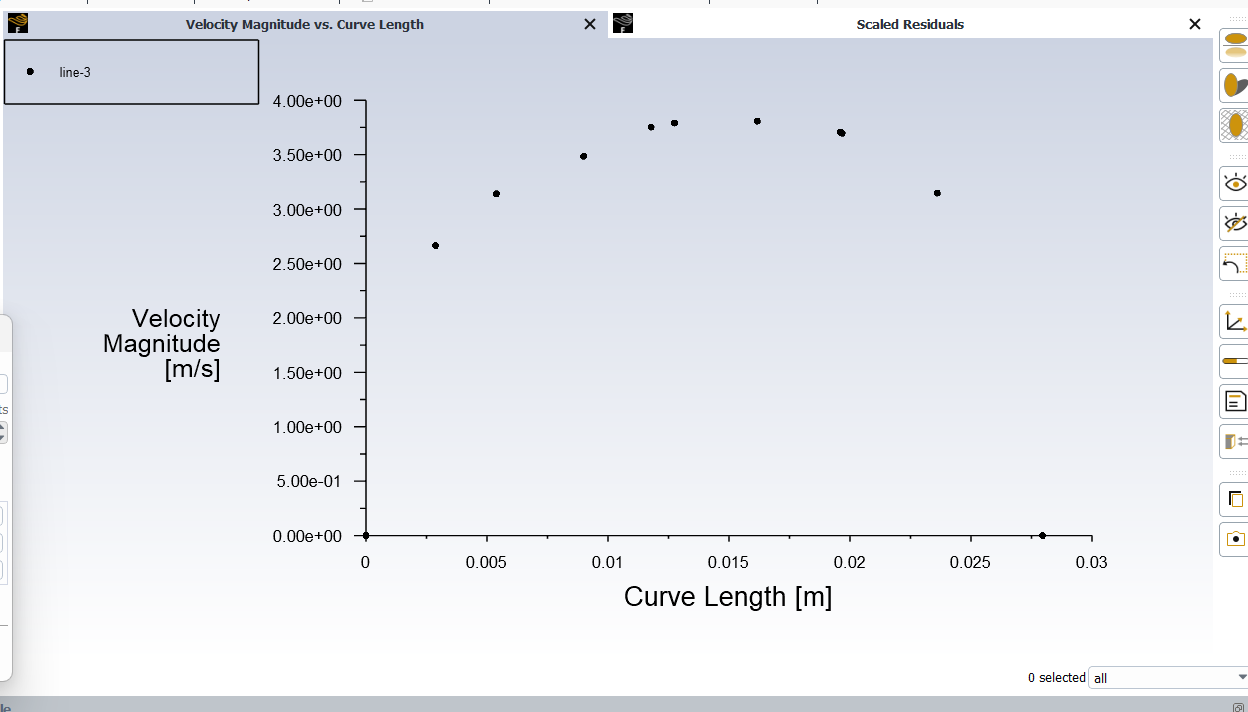 Velocity Magnitude vs. Curve Length
Scaled Residuals
line-3
4.00e+00
3.50e+00
3.00e+00
2.50e+00
2.00e+00
1.50e+00
1.00e+00
5.00e-01
0.00e+00
Velocity
Magnitude
[m/s]
0 0.005 0.01 0.015 0.02 0.025 0.03
Curve Length [m]
ts
0 selected all
le